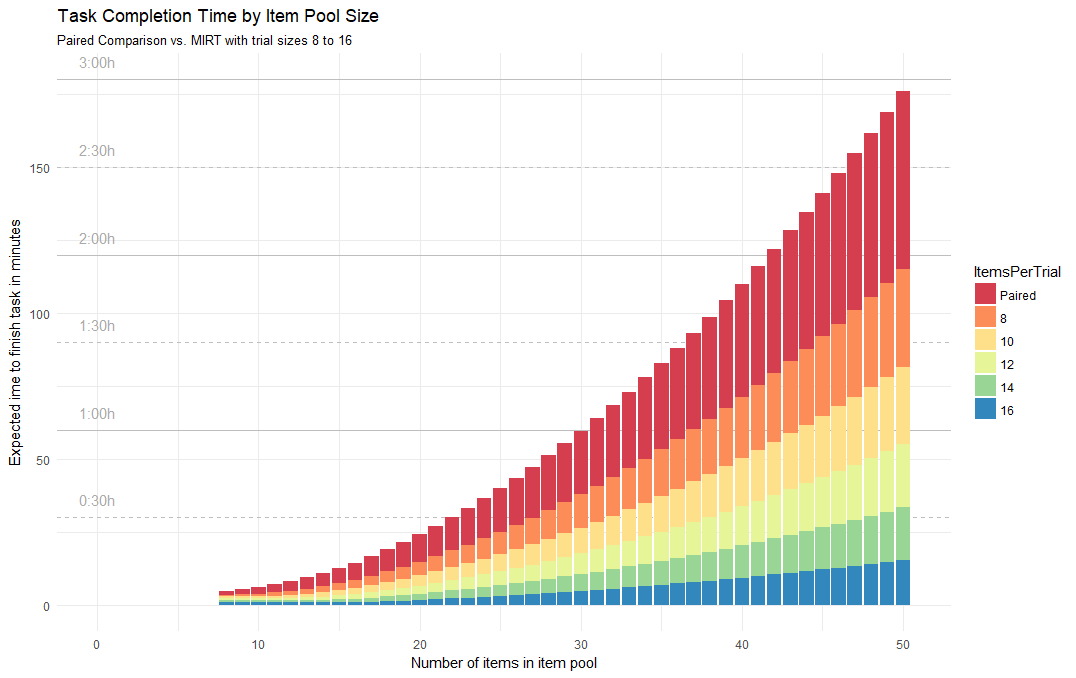 Task Completion Time by Item Pool Size
Paired Comparison vs. MIRT with trial sizes 8 to 16
3:00h
2:30h
2:00h
1:30h
1:00h
0:30h
150
100
50
0
Expected ime to finish task in minutes
0 10 20 30 40 50
Number of items in item pool
ItemsPerTrial
Paired
8
10
12
14
16